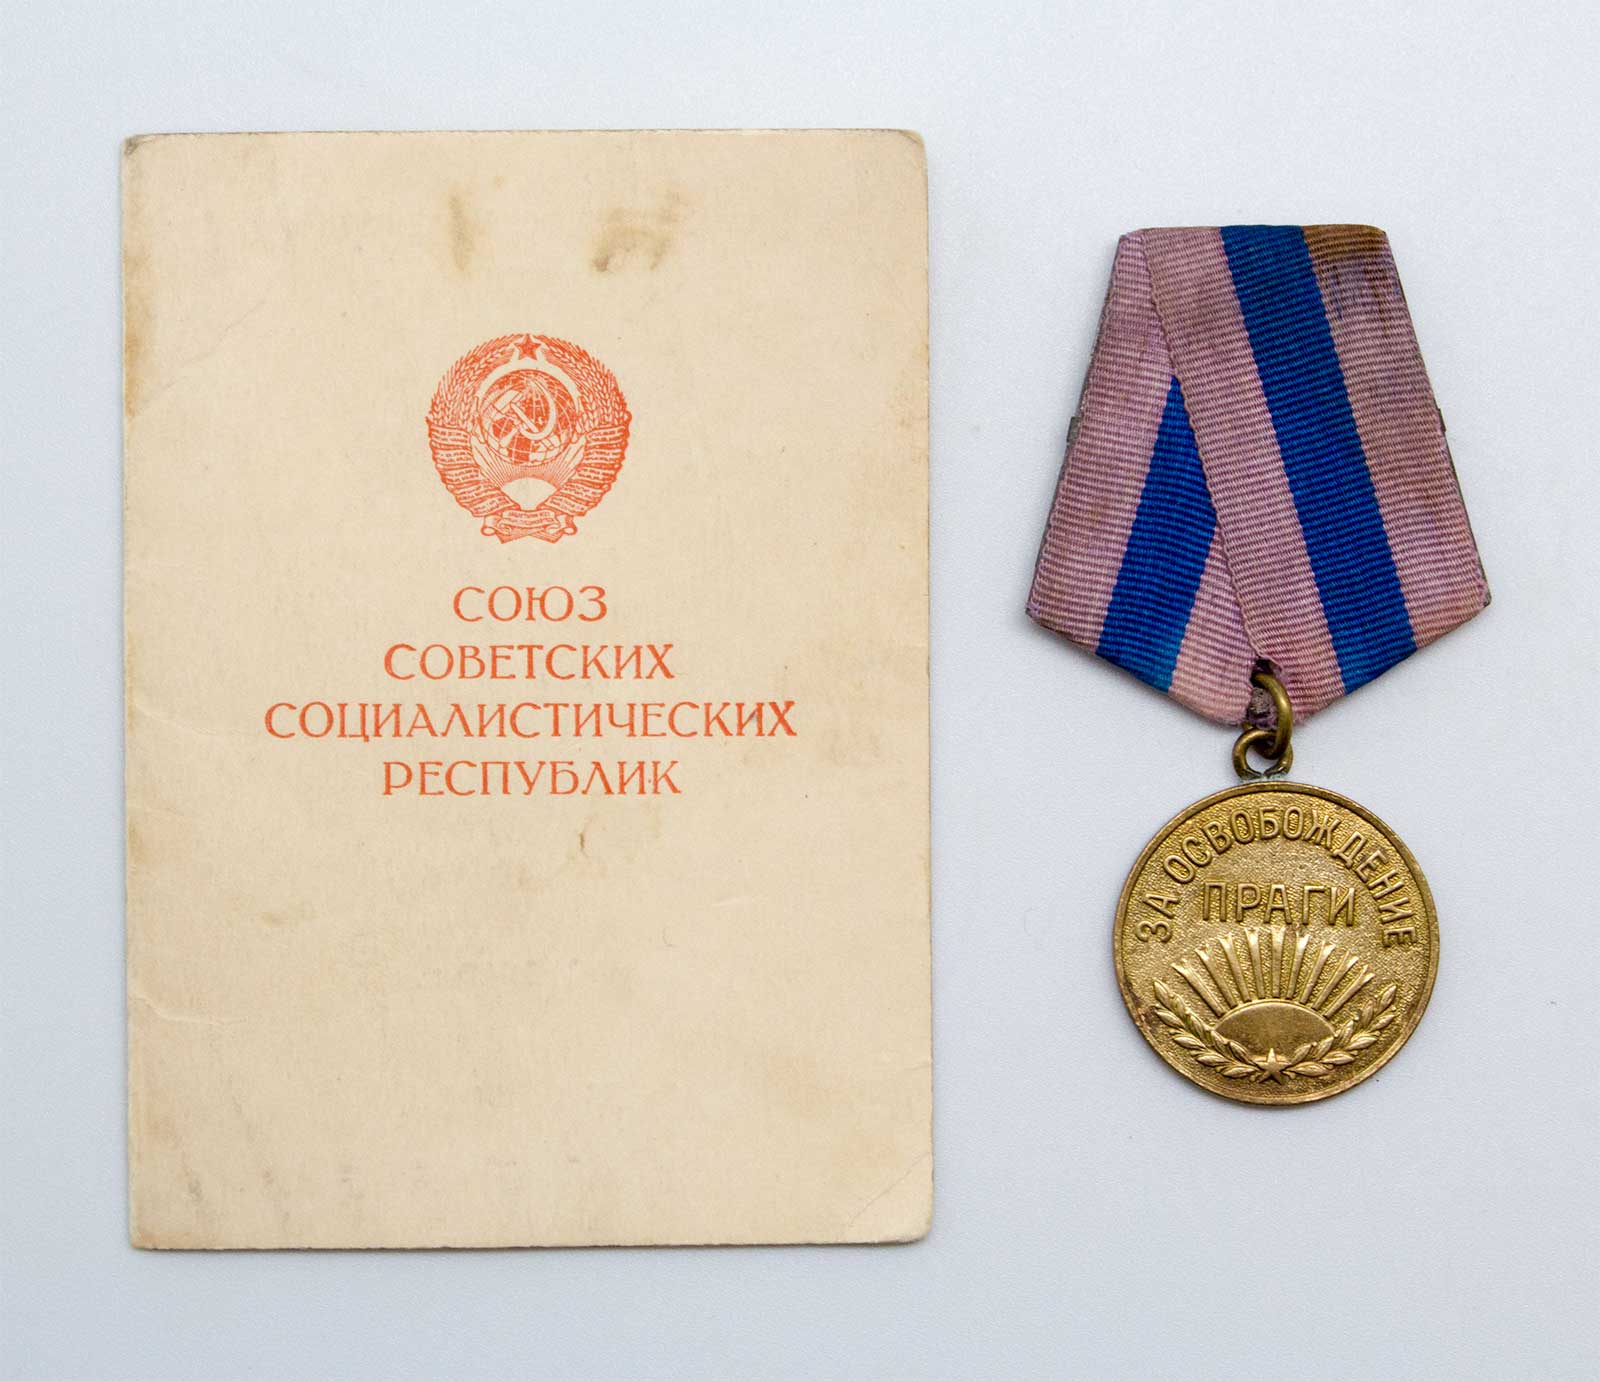 СОЮЗ
СОВЕТСКИХ
СОЦИАЛИСТИЧЕСКИХ
РЕСПУБЛИК
ЗА ОСВОБОЖДЕНИЕ
ПРАГИ